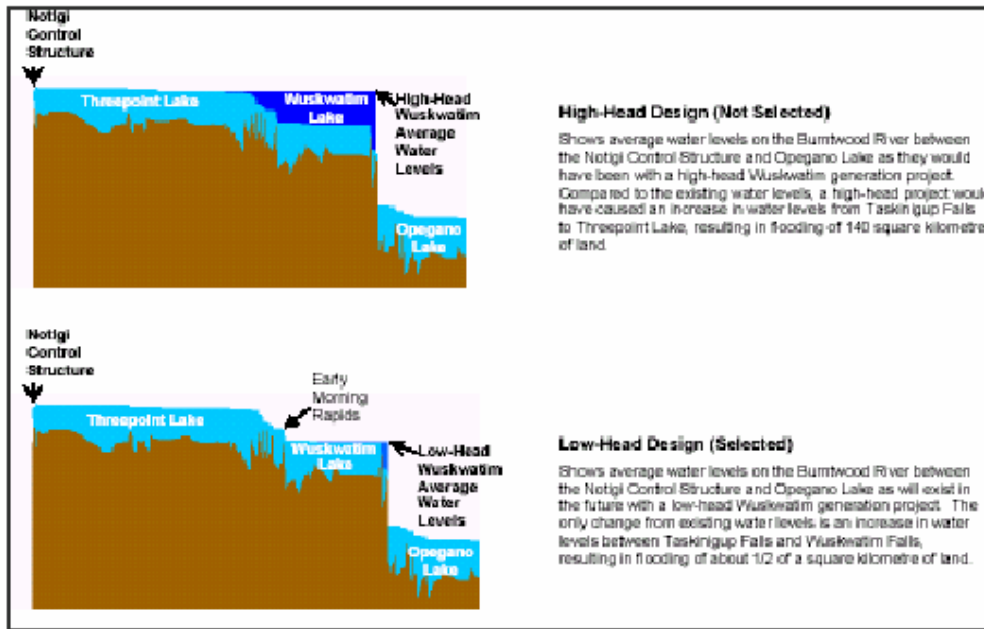 Notigi
Control
Structure
Threepoint Lake
Wuskwatim
Lake
High-Head
Wuskwatim
Average
Water
Levels
Opegano
Lake
High-Head Design (Not Selected)
Shows average water levels on the Burntwood River between
the Notigi Control Structure and Opegano Lake as they would
have been with a high-head Wuskwatim generation project.
Compared to the existing water levels, a high-head project would
have caused an increase in water levels from Taskinigup Falls
to Threepoint Lake, resulting in flooding of 140 square kilometre
of land.
Notigi
Control
Structure
Early
Morning
Rapids
Threepoint Lake
Wuskwatim
Lake
Low-Head
Wuskwatim
Average
Water
Levels
Opegano
Lake
Low-Head Design (Selected)
Shows average water levels on the Burntwood River between
the Notigi Control Structure and Opegano Lake as will exist in
the future with a low-head Wuskwatim generation project. The
only change from existing water levels is an increase in water
levels between Taskinigup Falls and Wuskwatim Falls,
resulting in flooding of about 1/2 of a square kilometre of land.